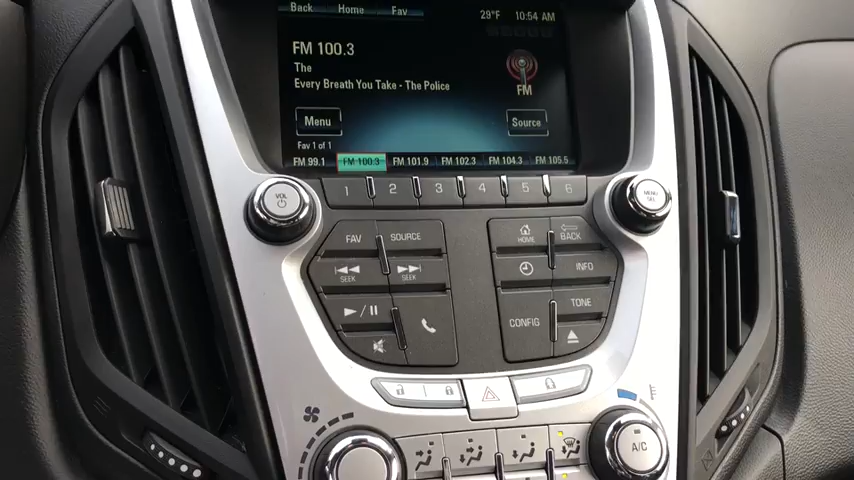 Back Home Fav 29°F 10:54 AM
FM 100.3
The
Every Breath You Take - The Police
FM
Menu Source
Fav 1 of 1
FM 99.1 FM 100.3 FM 101.9 FM 102.3 FM 104.3 FM 105.5
1 2 3 4 5 6
VOL
MENU
SEL
FAV SOURCE
HOME BACK
SEEK SEEK
INFO
CONFIG TONE
A/C